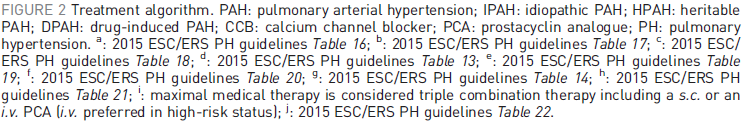 FIGURE 2 Treatment algorithm. PAH: pulmonary arterial hypertension; IPAH: idiopathic PAH; HPAH: heritable
PAH; DPAH: drug-induced PAH; CCB: calcium channel blocker; PCA: prostacyclin analogue; PH: pulmonary
hypertension. a: 2015 ESC/ERS PH guidelines Table 16; b: 2015 ESC/ERS PH guidelines Table 17; c: 2015 ESC/
ERS PH guidelines Table 18; d: 2015 ESC/ERS PH guidelines Table 13; e: 2015 ESC/ERS PH guidelines Table
19; f: 2015 ESC/ERS PH guidelines Table 20; g: 2015 ESC/ERS PH guidelines Table 14; h: 2015 ESC/ERS PH
guidelines Table 21; i: maximal medical therapy is considered triple combination therapy including a s.c. or an
i.v. PCA (i.v. preferred in high-risk status); j: 2015 ESC/ERS PH guidelines Table 22.